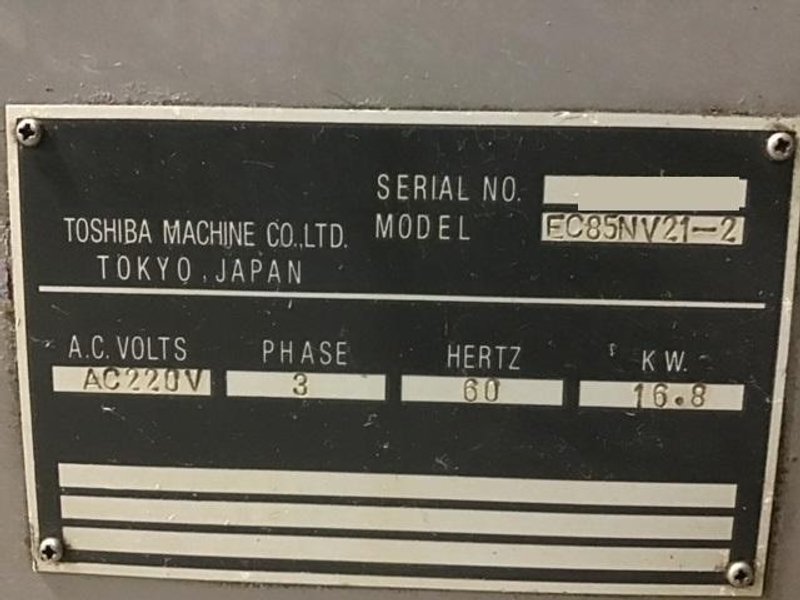 SERIAL NO.
TOSHIBA MACHINE CO.,LTD. MODEL EC85NV21-2
TOKYO, JAPAN
A.C. VOLTS PHASE HERTZ K W.
AC220V 3 60 16.8